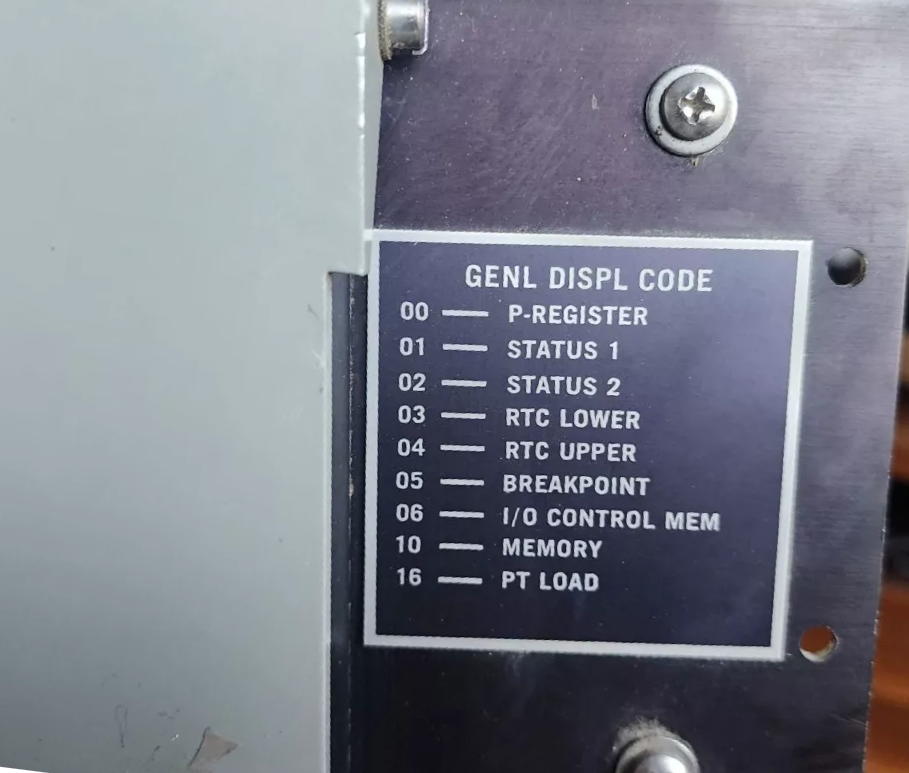 GENL DISPL CODE
00 — P-REGISTER
01 — STATUS 1
02 — STATUS 2
03 — RTC LOWER
04 — RTC UPPER
05 — BREAKPOINT
06 — I/O CONTROL MEM
10 — MEMORY
16 — PT LOAD